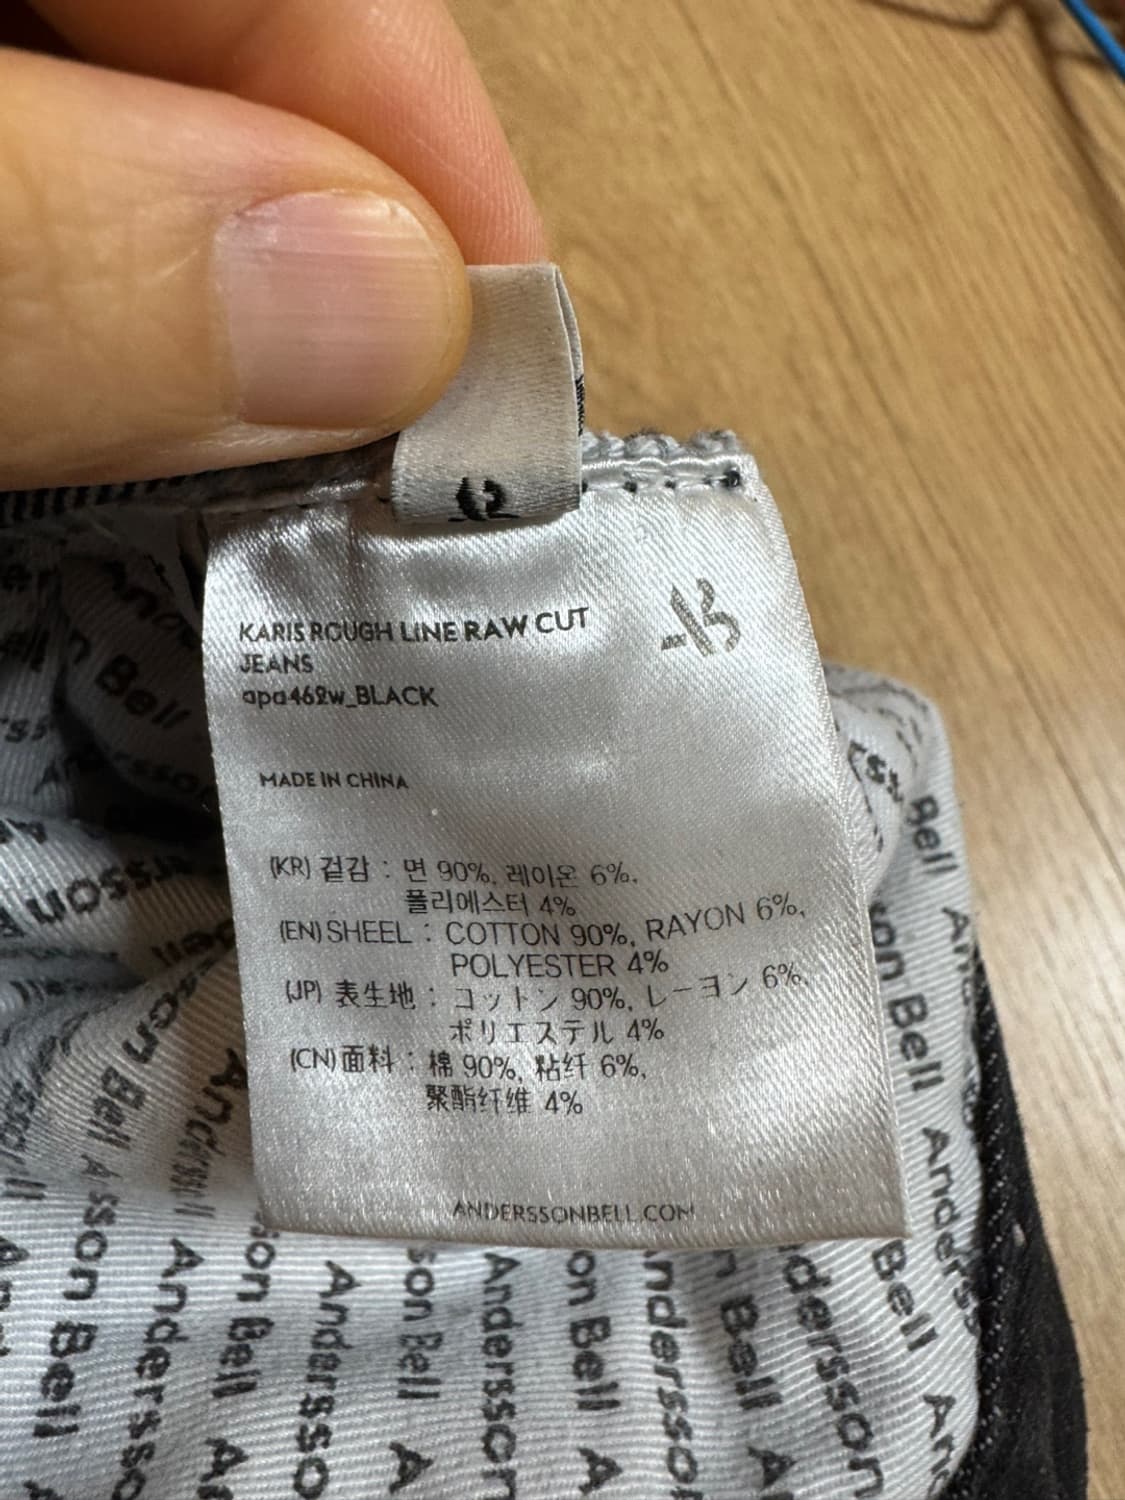 KARIS ROUGH LINE RAW CUT
JEANS
apa462w_BLACK
MADE IN CHINA
(KR) 겉감 : 면 90%, 레이온 6%,
폴리에스터 4%
(EN) SHEEL : COTTON 90%, RAYON 6%,
POLYESTER 4%
(JP) 表生地 : コットン 90%, レーヨン 6%,
ポリエステル 4%
(CN) 面料 : 棉 90%, 粘纤 6%,
聚酯纤维 4%
ANDERSSONBELL.COM
Andersson Bell